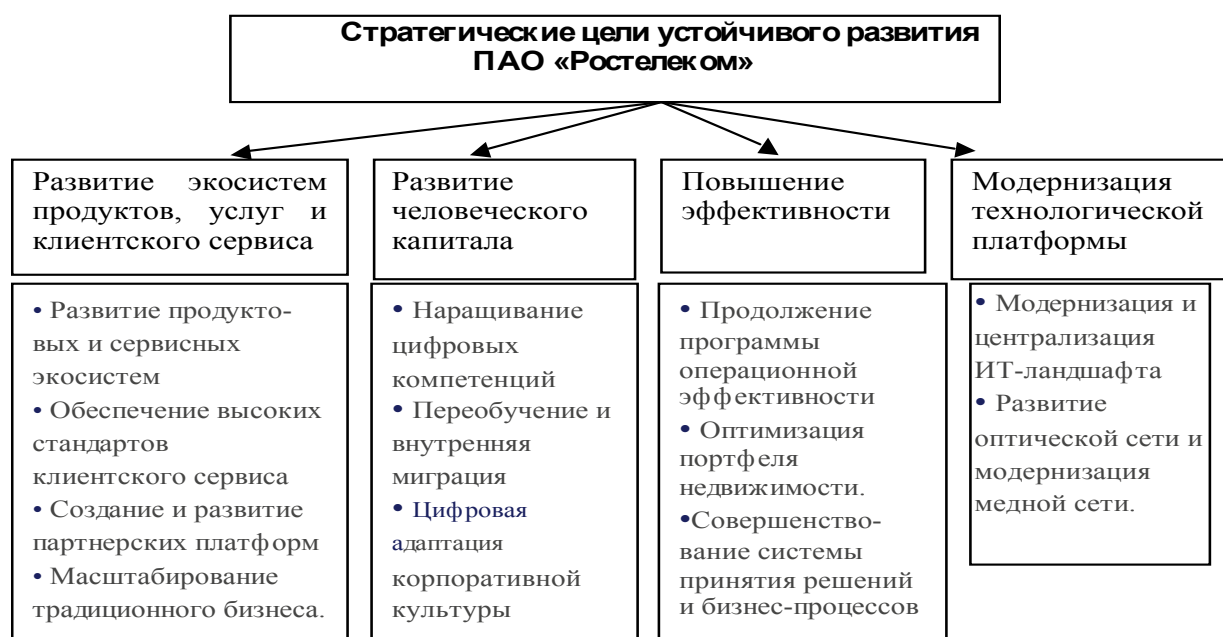 Стратегические цели устойчивого развития
ПАО «Ростелеком»
Развитие экосистем
продуктов, услуг и
клиентского сервиса
• Развитие продукто-
вых и сервисных
экосистем
• Обеспечение высоких
стандартов
клиентского сервиса
• Создание и развитие
партнерских платформ
• Масштабирование
традиционного бизнеса.
Развитие
человеческого
капитала
• Наращивание
цифровых
компетенций
• Переобучение и
внутренняя
миграция
• Цифровая
адаптация
корпоративной
культуры
Повышение
эффективности
• Продолжение
программы
операционной
эффективности
• Оптимизация
портфеля
недвижимости.
•Совершенство-
вание системы
принятия решений
и бизнес-процессов
Модернизация
технологической
платформы
• Модернизация и
централизация
ИТ-ландшафта
• Развитие
оптической сети и
модернизация
медной сети.